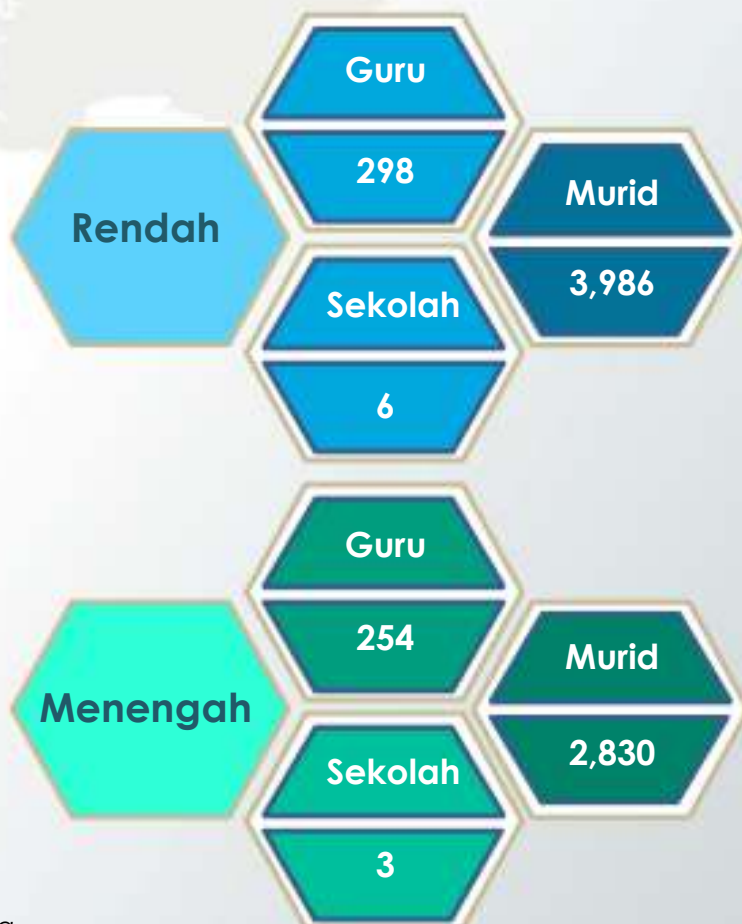 Rendah
Guru
298
Sekolah
6
Murid
3,986
Menengah
Guru
254
Sekolah
3
Murid
2,830